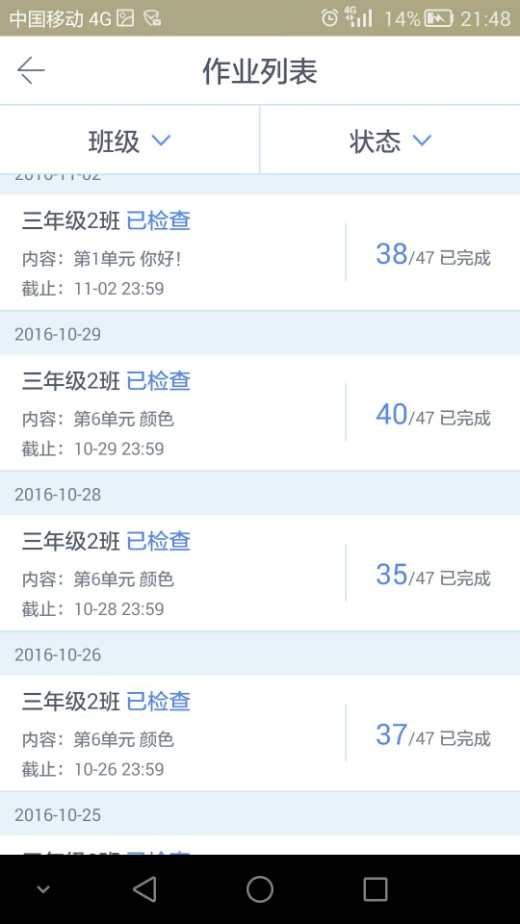 中国移动 4G 4G 14% 21:48
作业列表
班级 状态
2016-11-02
三年级2班 已检查
内容：第1单元 你好！
38/47 已完成
截止：11-02 23:59
2016-10-29
三年级2班 已检查
内容：第6单元 颜色
40/47 已完成
截止：10-29 23:59
2016-10-28
三年级2班 已检查
内容：第6单元 颜色
35/47 已完成
截止：10-28 23:59
2016-10-26
三年级2班 已检查
内容：第6单元 颜色
37/47 已完成
截止：10-26 23:59
2016-10-25